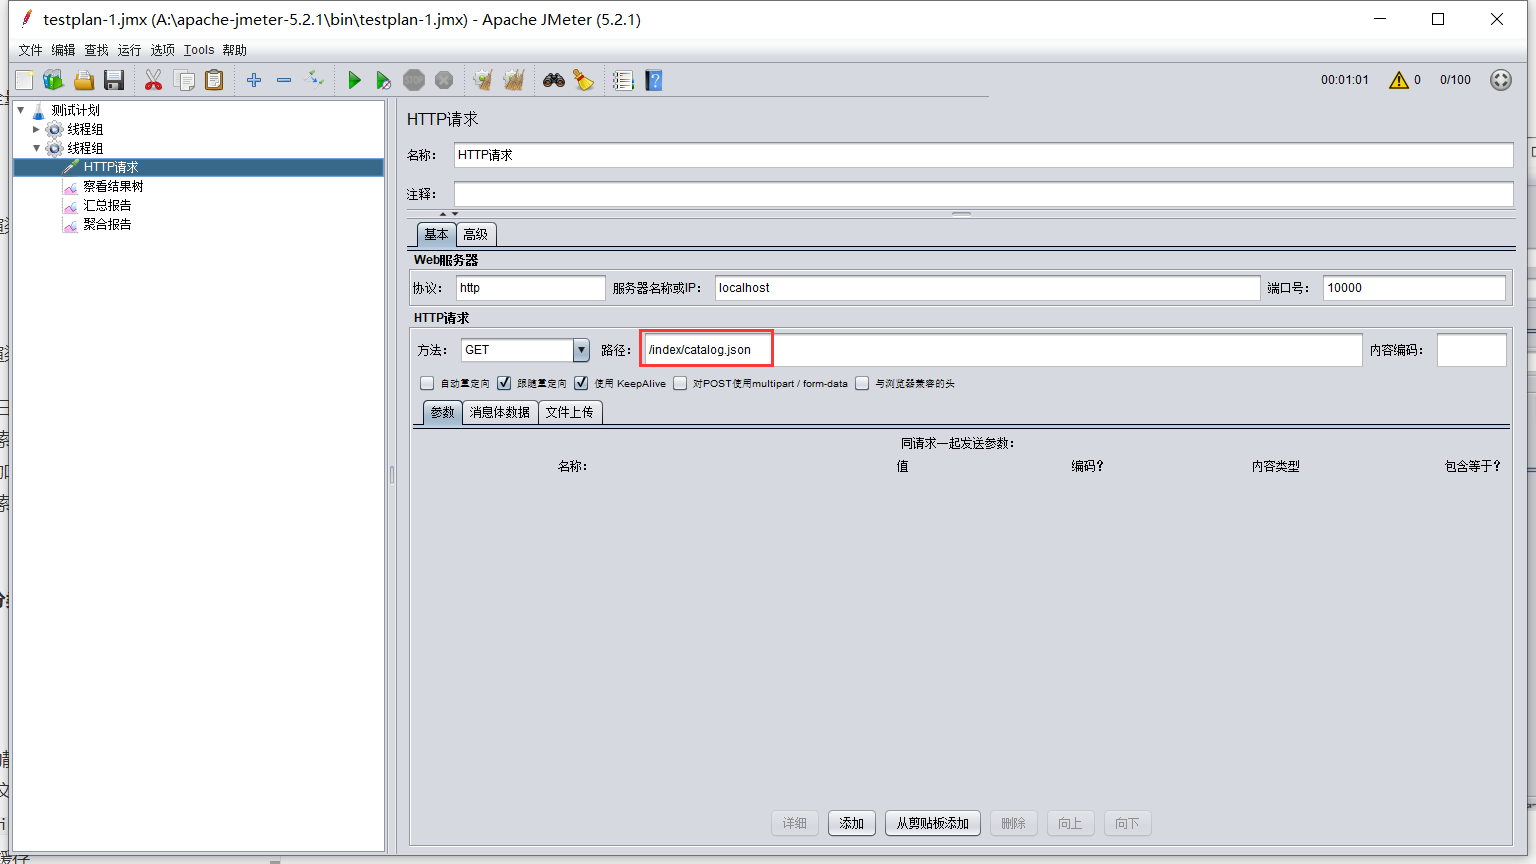 testplan-1.jmx (A:\apache-jmeter-5.2.1\bin\testplan-1.jmx) - Apache JMeter (5.2.1)
文件 编辑 查找 运行 选项 Tools 帮助
STOP 00:01:01 0 0/100
测试计划
线程组
线程组
HTTP请求
察看结果树
汇总报告
聚合报告
HTTP请求
名称： HTTP请求
注释：
基本 高级
Web服务器
协议： http 服务器名称或IP： localhost 端口号： 10000
HTTP请求
方法： GET 路径： /index/catalog.json 内容编码：
自动重定向 跟随重定向 使用 KeepAlive 对POST使用multipart / form-data 与浏览器兼容的头
参数 消息体数据 文件上传
同请求一起发送参数：
名称： 值 编码？ 内容类型 包含等于？
详细 添加 从剪贴板添加 删除 向上 向下